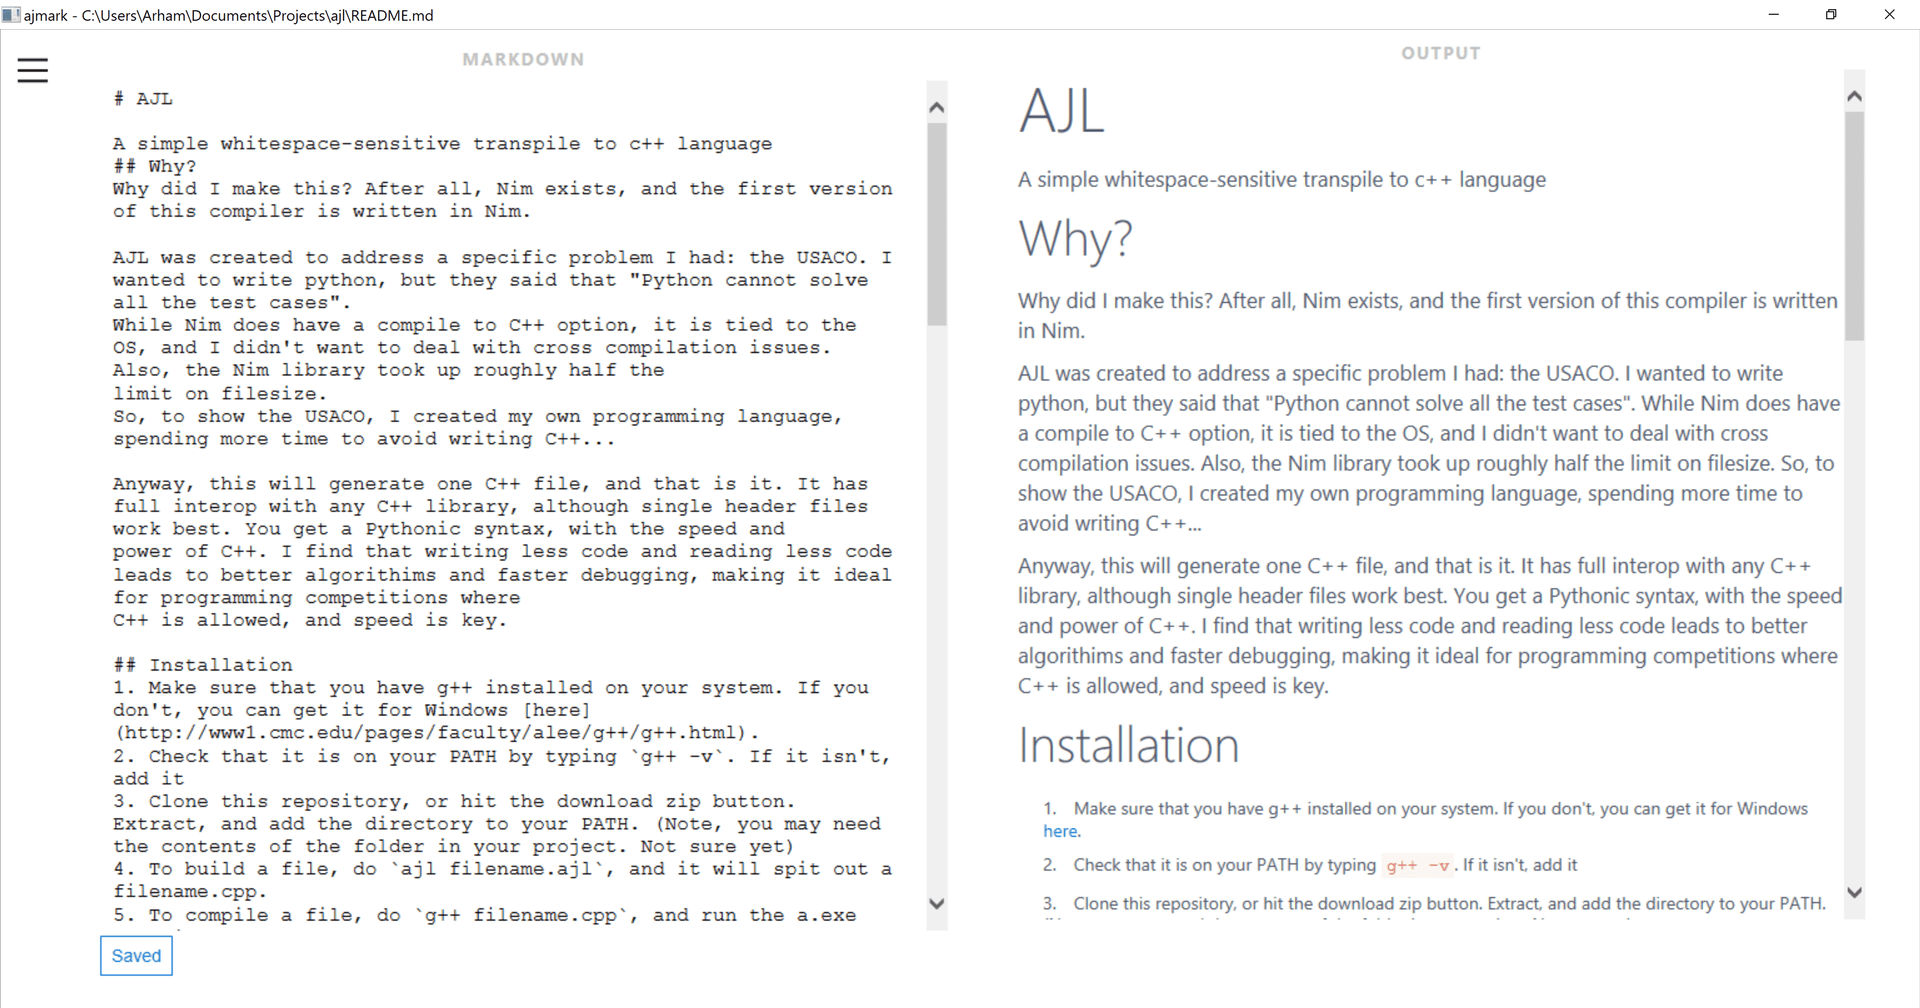 ajmark - C:\Users\Arham\Documents\Projects\ajl\README.md
MARKDOWN
# AJL
A simple whitespace-sensitive transpile to c++ language
## Why?
Why did I make this? After all, Nim exists, and the first version
of this compiler is written in Nim.
AJL was created to address a specific problem I had: the USACO. I
wanted to write python, but they said that "Python cannot solve
all the test cases".
While Nim does have a compile to C++ option, it is tied to the
OS, and I didn't want to deal with cross compilation issues.
Also, the Nim library took up roughly half the
limit on filesize.
So, to show the USACO, I created my own programming language,
spending more time to avoid writing C++...
Anyway, this will generate one C++ file, and that is it. It has
full interop with any C++ library, although single header files
work best. You get a Pythonic syntax, with the speed and
power of C++. I find that writing less code and reading less code
leads to better algorithims and faster debugging, making it ideal
for programming competitions where
C++ is allowed, and speed is key.
## Installation
1. Make sure that you have g++ installed on your system. If you
don't, you can get it for Windows [here]
(http://www1.cmc.edu/pages/faculty/alee/g++/g++.html).
2. Check that it is on your PATH by typing `g++ -v`. If it isn't,
add it
3. Clone this repository, or hit the download zip button.
Extract, and add the directory to your PATH. (Note, you may need
the contents of the folder in your project. Not sure yet)
4. To build a file, do `ajl filename.ajl`, and it will spit out a
filename.cpp.
5. To compile a file, do `g++ filename.cpp`, and run the a.exe
Saved
OUTPUT
AJL
A simple whitespace-sensitive transpile to c++ language
Why?
Why did I make this? After all, Nim exists, and the first version of this compiler is written
in Nim.
AJL was created to address a specific problem I had: the USACO. I wanted to write
python, but they said that "Python cannot solve all the test cases". While Nim does have
a compile to C++ option, it is tied to the OS, and I didn't want to deal with cross
compilation issues. Also, the Nim library took up roughly half the limit on filesize. So, to
show the USACO, I created my own programming language, spending more time to
avoid writing C++...
Anyway, this will generate one C++ file, and that is it. It has full interop with any C++
library, although single header files work best. You get a Pythonic syntax, with the speed
and power of C++. I find that writing less code and reading less code leads to better
algorithims and faster debugging, making it ideal for programming competitions where
C++ is allowed, and speed is key.
Installation
1. Make sure that you have g++ installed on your system. If you don't, you can get it for Windows
here.
2. Check that it is on your PATH by typing g++ -v. If it isn't, add it
3. Clone this repository, or hit the download zip button. Extract, and add the directory to your PATH.